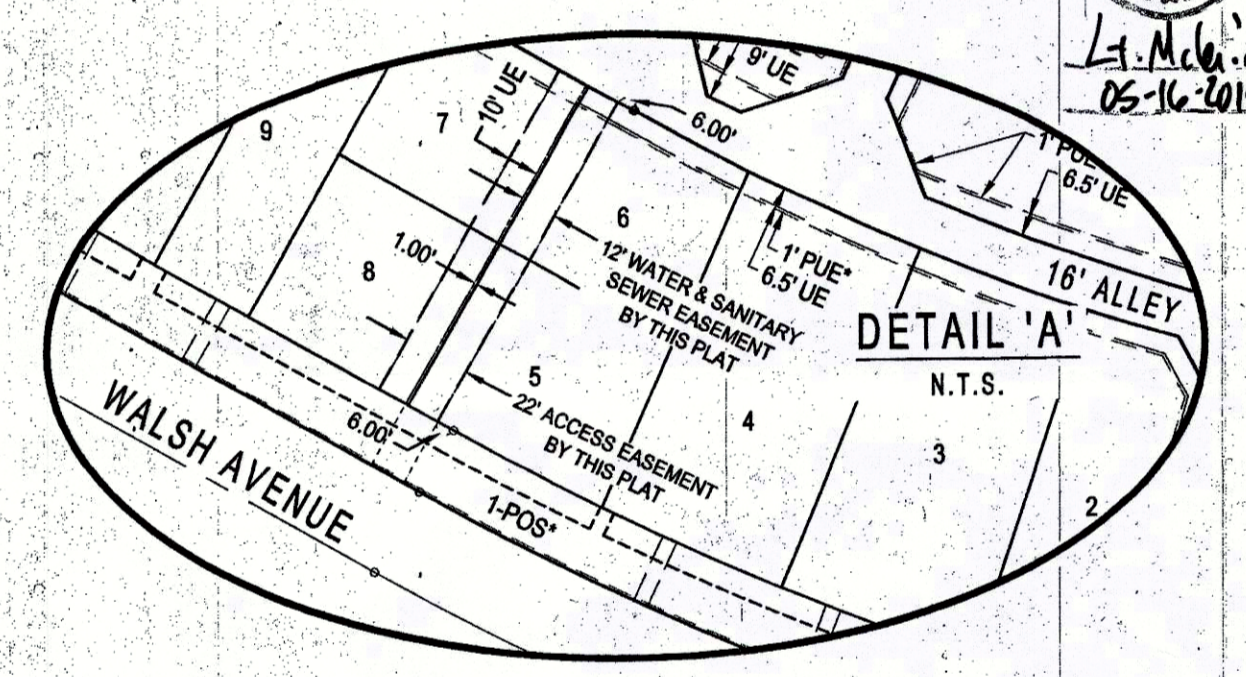 9' UE
05-16-201
9
7
10' UE
6.00'
1' PUE
6.5' UE
6
12' WATER & SANITARY
SEWER EASEMENT
BY THIS PLAT
1' PUE*
6.5' UE
16' ALLEY
1.00'
8
DETAIL 'A'
N.T.S.
5
22' ACCESS EASEMENT
BY THIS PLAT
4
3
2
6.00'
WALSH AVENUE
1-POS*